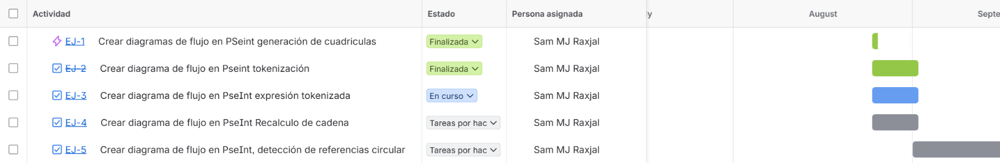 Actividad Estado Persona asignada ly August Septe
EJ-1 Crear diagramas de flujo en PSeint generación de cuadriculas Finalizada Sam MJ Raxjal
EJ-2 Crear diagrama de flujo en Pseint tokenización Finalizada Sam MJ Raxjal
EJ-3 Crear diagrama de flujo en PseInt expresión tokenizada En curso Sam MJ Raxjal
EJ-4 Crear diagrama de flujo en PseInt Recalculo de cadena Tareas por hac Sam MJ Raxjal
EJ-5 Crear diagrama de flujo en PseInt, detección de referencias circular Tareas por hac Sam MJ Raxjal